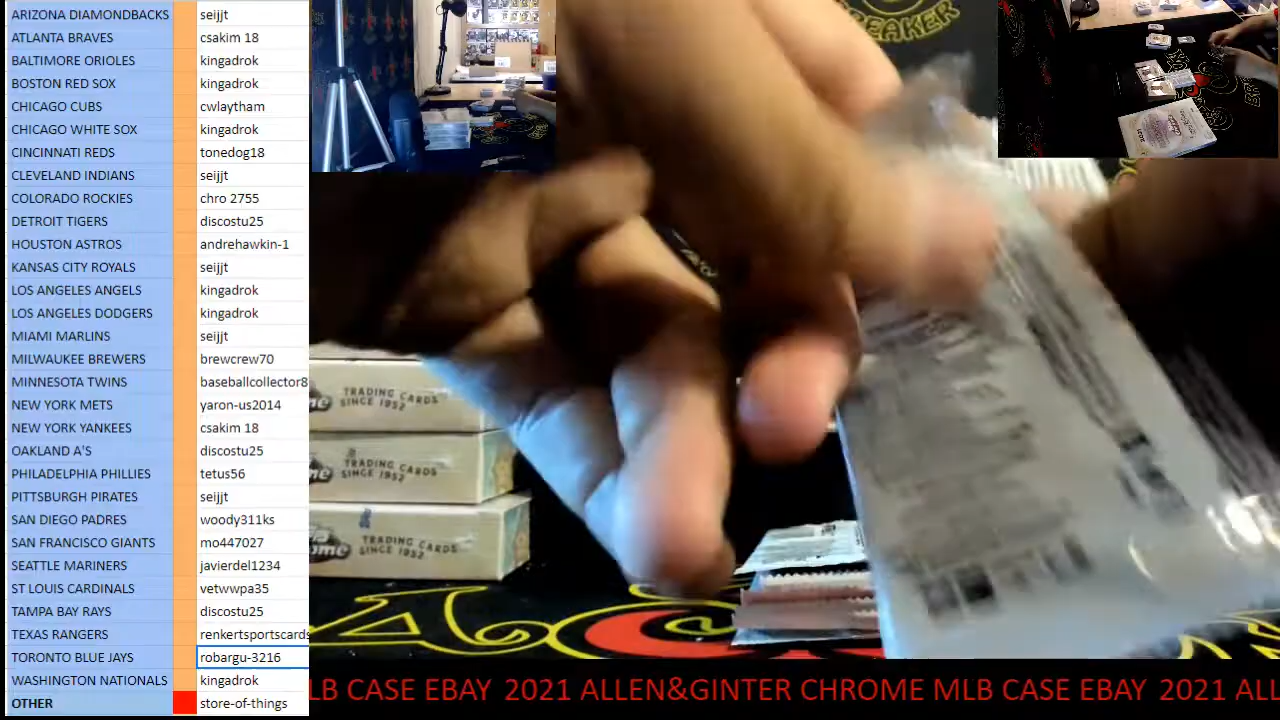 ARIZONA DIAMONDBACKS seijjt
ATLANTA BRAVES csakim 18
BALTIMORE ORIOLES kingadrok
BOSTON RED SOX kingadrok
CHICAGO CUBS cwlaytham
CHICAGO WHITE SOX kingadrok
CINCINNATI REDS tonedog18
CLEVELAND INDIANS seijjt
COLORADO ROCKIES chro 2755
DETROIT TIGERS discostu25
HOUSTON ASTROS andrehawkin-1
KANSAS CITY ROYALS seijjt
LOS ANGELES ANGELS kingadrok
LOS ANGELES DODGERS kingadrok
MIAMI MARLINS seijjt
MILWAUKEE BREWERS brewcrew70
MINNESOTA TWINS baseballcollector8
NEW YORK METS yaron-us2014
NEW YORK YANKEES csakim 18
OAKLAND A'S discostu25
PHILADELPHIA PHILLIES tetus56
PITTSBURGH PIRATES seijjt
SAN DIEGO PADRES woody311ks
SAN FRANCISCO GIANTS mo447027
SEATTLE MARINERS javierdel1234
ST LOUIS CARDINALS vetwwpa35
TAMPA BAY RAYS discostu25
TEXAS RANGERS renkertsportscards
TORONTO BLUE JAYS robargu-3216
WASHINGTON NATIONALS kingadrok
OTHER store-of-things
BREAKER
TRADING CARDS
SINCE 1952
TRADING CARDS
SINCE 1952
TRADING CARDS
SINCE 1952
LB CASE EBAY 2021 ALLEN&GINTER CHROME MLB CASE EBAY 2021 ALL